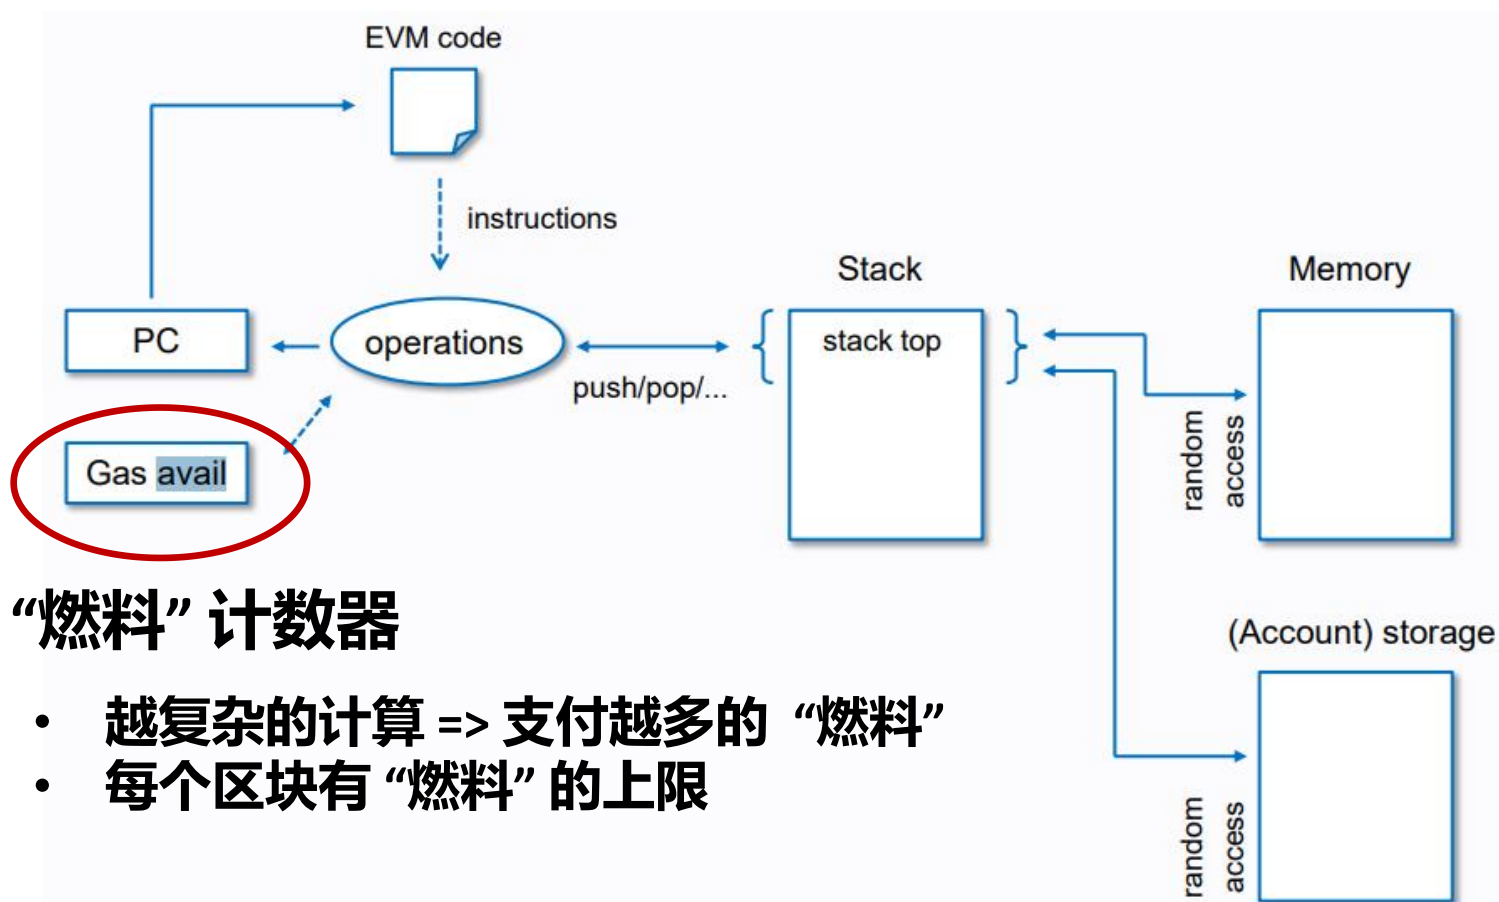 EVM code
instructions
Stack
Memory
PC
operations
stack top
push/pop/...
random
access
Gas avail
“燃料” 计数器
(Account) storage
• 越复杂的计算 => 支付越多的 “燃料”
• 每个区块有 “燃料” 的上限
random
access